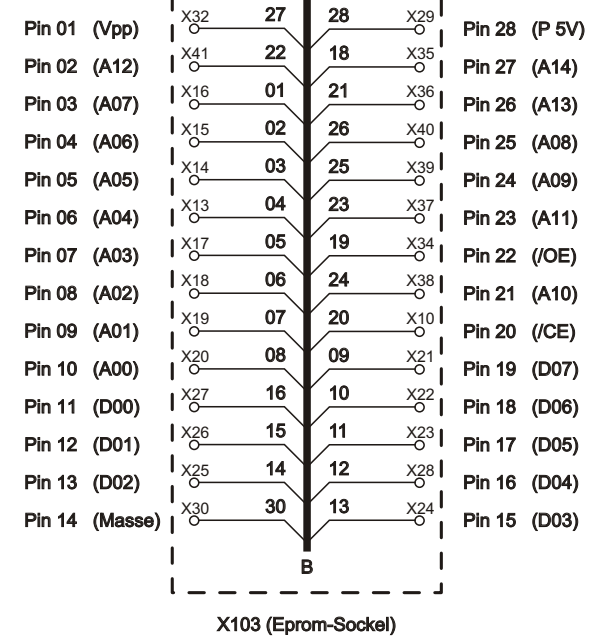 Pin 01 (Vpp) X32 27 28 X29 Pin 28 (P 5V)
Pin 02 (A12) X41 22 18 X35 Pin 27 (A14)
Pin 03 (A07) X16 01 21 X36 Pin 26 (A13)
Pin 04 (A06) X15 02 26 X40 Pin 25 (A08)
Pin 05 (A05) X14 03 25 X39 Pin 24 (A09)
Pin 06 (A04) X13 04 23 X37 Pin 23 (A11)
Pin 07 (A03) X17 05 19 X34 Pin 22 (/OE)
Pin 08 (A02) X18 06 24 X38 Pin 21 (A10)
Pin 09 (A01) X19 07 20 X10 Pin 20 (/CE)
Pin 10 (A00) X20 08 09 X21 Pin 19 (D07)
Pin 11 (D00) X27 16 10 X22 Pin 18 (D06)
Pin 12 (D01) X26 15 11 X23 Pin 17 (D05)
Pin 13 (D02) X25 14 12 X28 Pin 16 (D04)
Pin 14 (Masse) X30 30 13 X24 Pin 15 (D03)
B
X103 (Eprom-Sockel)